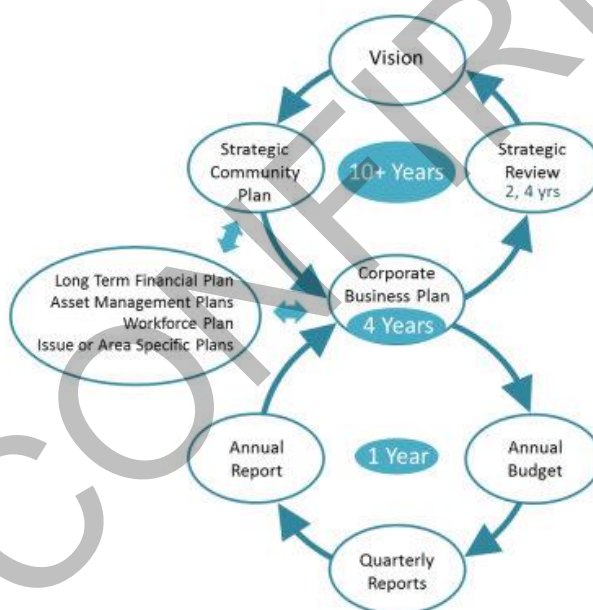 Vision
Strategic
Community
Plan
10+ Years
Strategic
Review
2, 4 yrs
Long Term Financial Plan
Asset Management Plans
Workforce Plan
Issue or Area Specific Plans
Corporate
Business Plan
4 Years
Annual
Report
1 Year
Annual
Budget
Quarterly
Reports